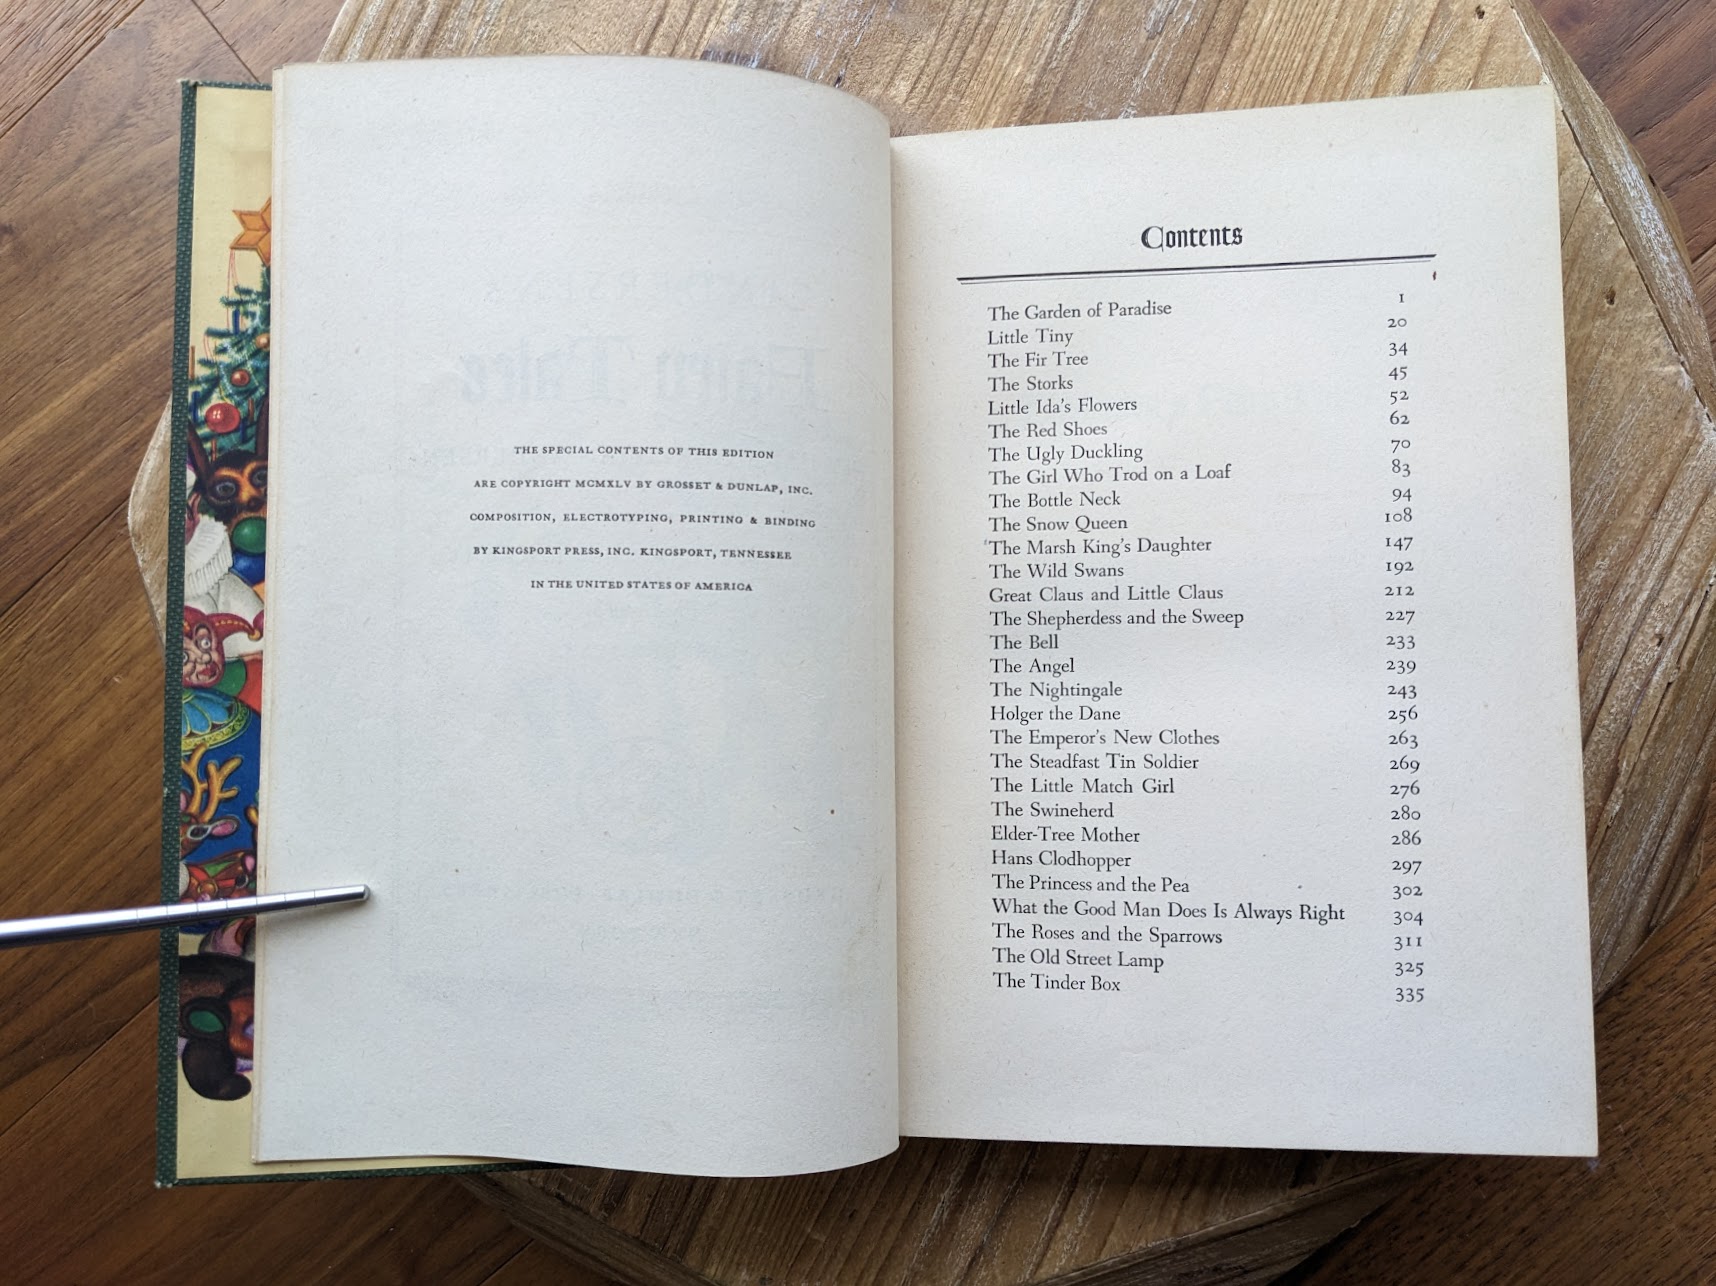 THE SPECIAL CONTENTS OF THIS EDITION
ARE COPYRIGHT MCMXLV BY GROSSET & DUNLAP, INC.
COMPOSITION, ELECTROTYPING, PRINTING & BINDING
BY KINGSPORT PRESS, INC. KINGSPORT, TENNESSEE
IN THE UNITED STATES OF AMERICA
Contents
The Garden of Paradise 1
Little Tiny 20
The Fir Tree 34
The Storks 45
Little Ida's Flowers 52
The Red Shoes 62
The Ugly Duckling 70
The Girl Who Trod on a Loaf 83
The Bottle Neck 94
The Snow Queen 108
The Marsh King's Daughter 147
The Wild Swans 192
Great Claus and Little Claus 212
The Shepherdess and the Sweep 227
The Bell 233
The Angel 239
The Nightingale 243
Holger the Dane 256
The Emperor's New Clothes 263
The Steadfast Tin Soldier 269
The Little Match Girl 276
The Swineherd 280
Elder-Tree Mother 286
Hans Clodhopper 297
The Princess and the Pea 302
What the Good Man Does Is Always Right 304
The Roses and the Sparrows 311
The Old Street Lamp 325
The Tinder Box 335